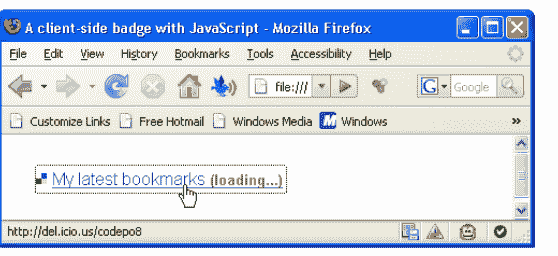 A client-side badge with JavaScript - Mozilla Firefox
File Edit View History Bookmarks Tools Accessibility Help
file:/// G Google
Customize Links Free Hotmail Windows Media Windows »
My latest bookmarks (loading...)
http://del.icio.us/codepo8